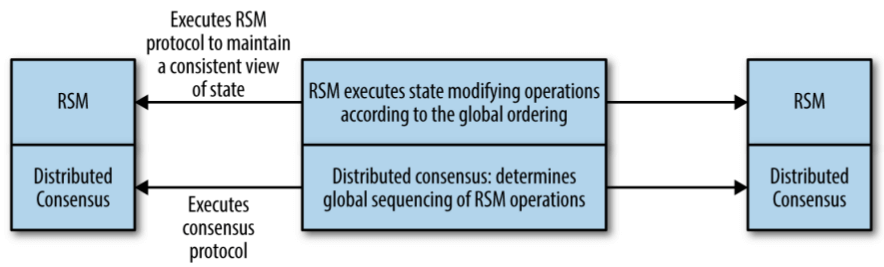 Executes RSM
protocol to maintain
a consistent view
of state
RSM
RSM executes state modifying operations
according to the global ordering
RSM
Distributed
Consensus
Executes
consensus
protocol
Distributed consensus: determines
global sequencing of RSM operations
Distributed
Consensus